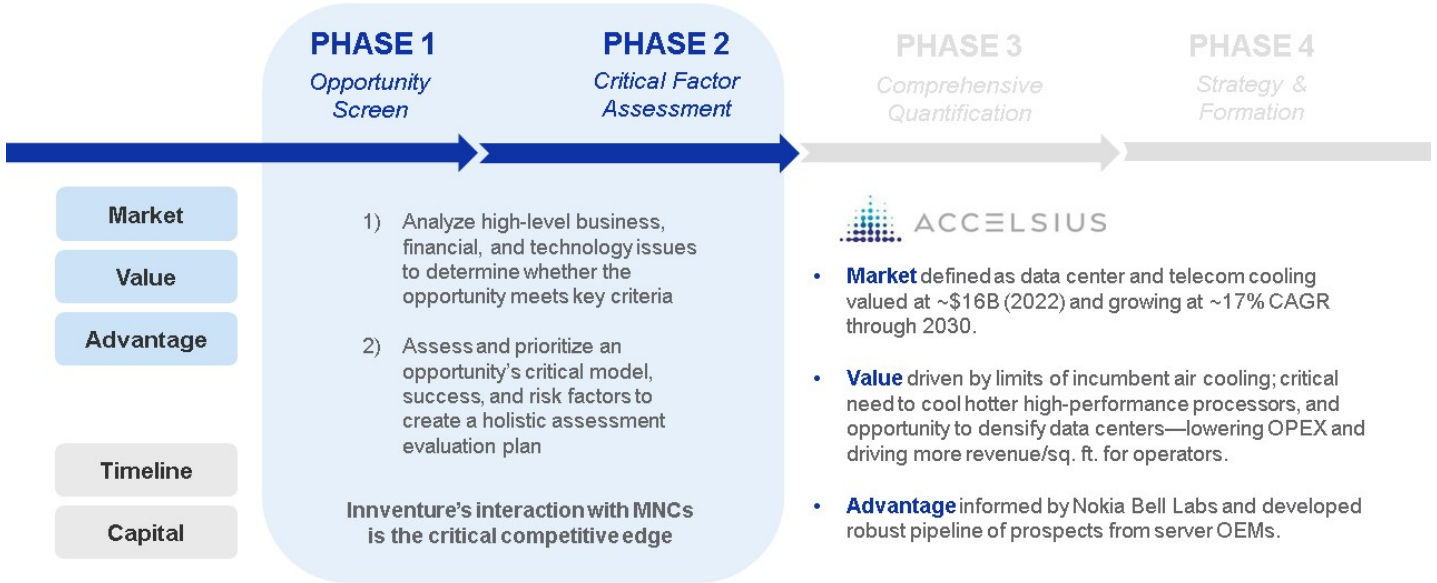 PHASE 1
Opportunity
Screen
PHASE 2
Critical Factor
Assessment
PHASE 3
Comprehensive
Quantification
PHASE 4
Strategy &
Formation
Market
Value
Advantage
Timeline
Capital
1) Analyze high-level business,
financial, and technology issues
to determine whether the
opportunity meets key criteria
2) Assess and prioritize an
opportunity's critical model,
success, and risk factors to
create a holistic assessment
evaluation plan
Innventure's interaction with MNCs
is the critical competitive edge
ACCELSIUS
• Market defined as data center and telecom cooling
valued at ~$16B (2022) and growing at ~17% CAGR
through 2030.
• Value driven by limits of incumbent air cooling; critical
need to cool hotter high-performance processors, and
opportunity to densify data centers—lowering OPEX and
driving more revenue/sq. ft. for operators.
• Advantage informed by Nokia Bell Labs and developed
robust pipeline of prospects from server OEMs.